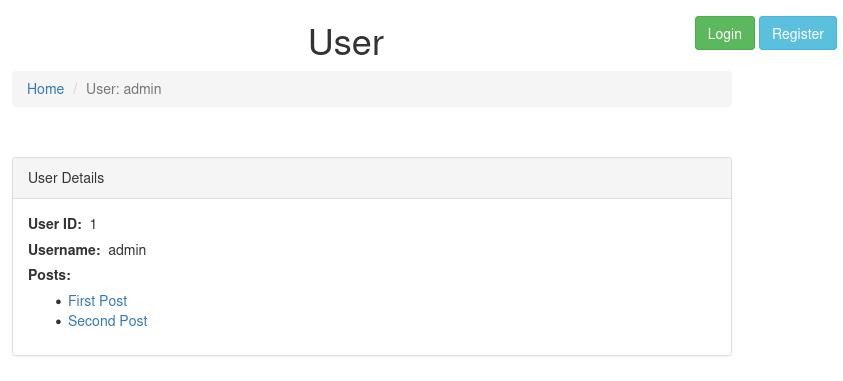 User
Login Register
Home / User: admin
User Details
User ID: 1
Username: admin
Posts:
• First Post
• Second Post